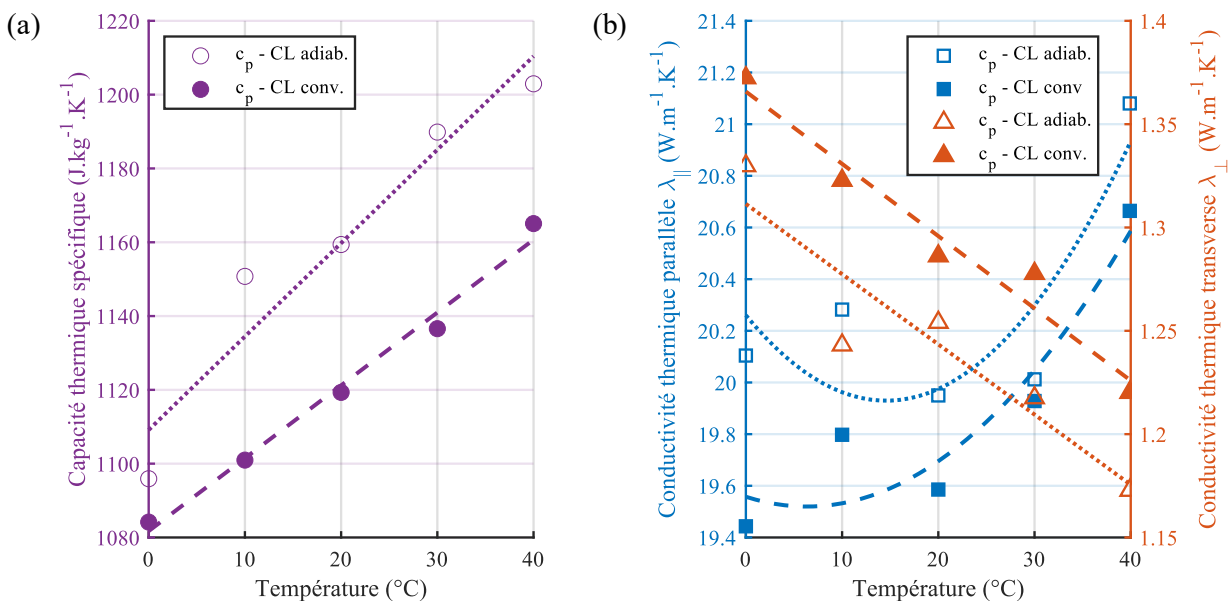 (a)
Capacité thermique spécifique (J.kg⁻¹.K⁻¹)
1220
1200
1180
1160
1140
1120
1100
1080
c_p - CL adiab.
c_p - CL conv.
0 10 20 30 40
Température (°C)
(b)
Conductivité thermique parallèle λ_|| (W.m⁻¹.K⁻¹)
21.4
21.2
21
20.8
20.6
20.4
20.2
20
19.8
19.6
19.4
c_p - CL adiab.
c_p - CL conv
c_p - CL adiab.
c_p - CL conv.
0 10 20 30 40
Température (°C)
1.4
1.35
1.3
1.25
1.2
1.15
Conductivité thermique transverse λ_⊥ (W.m⁻¹.K⁻¹)